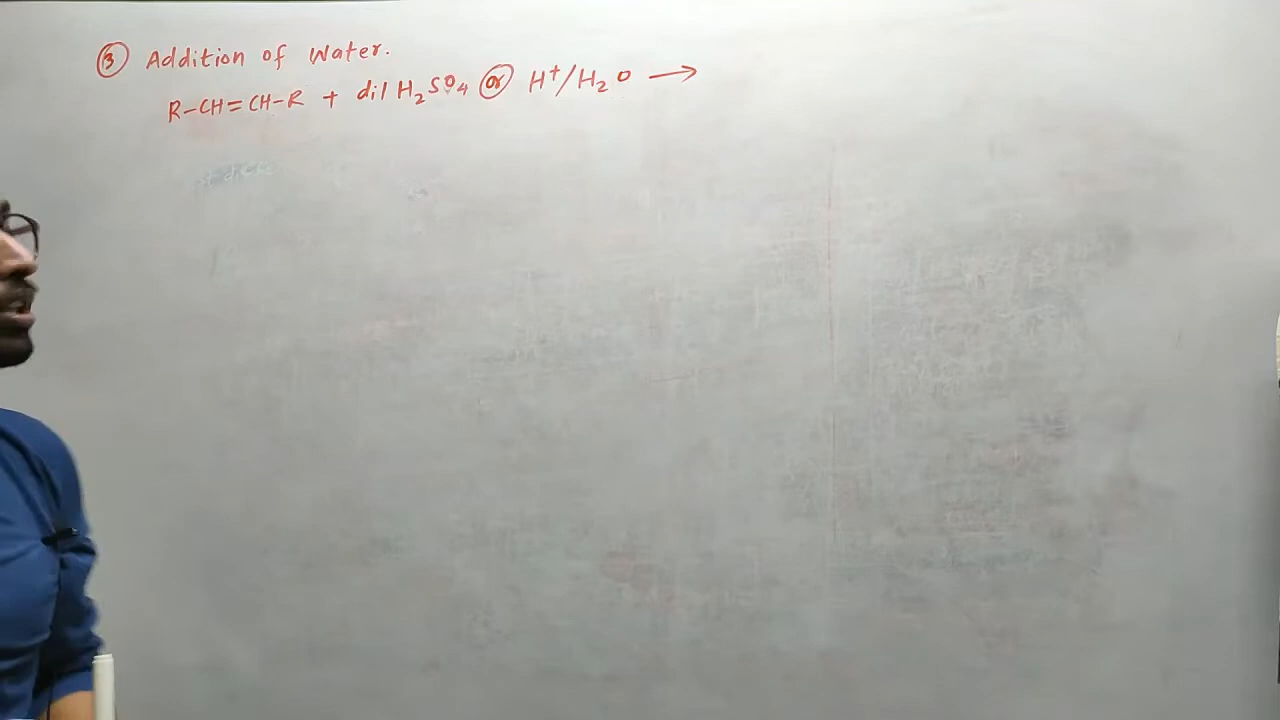 ③ Addition of Water.
R-CH=CH-R + dil H₂SO₄ or H⁺/H₂O →